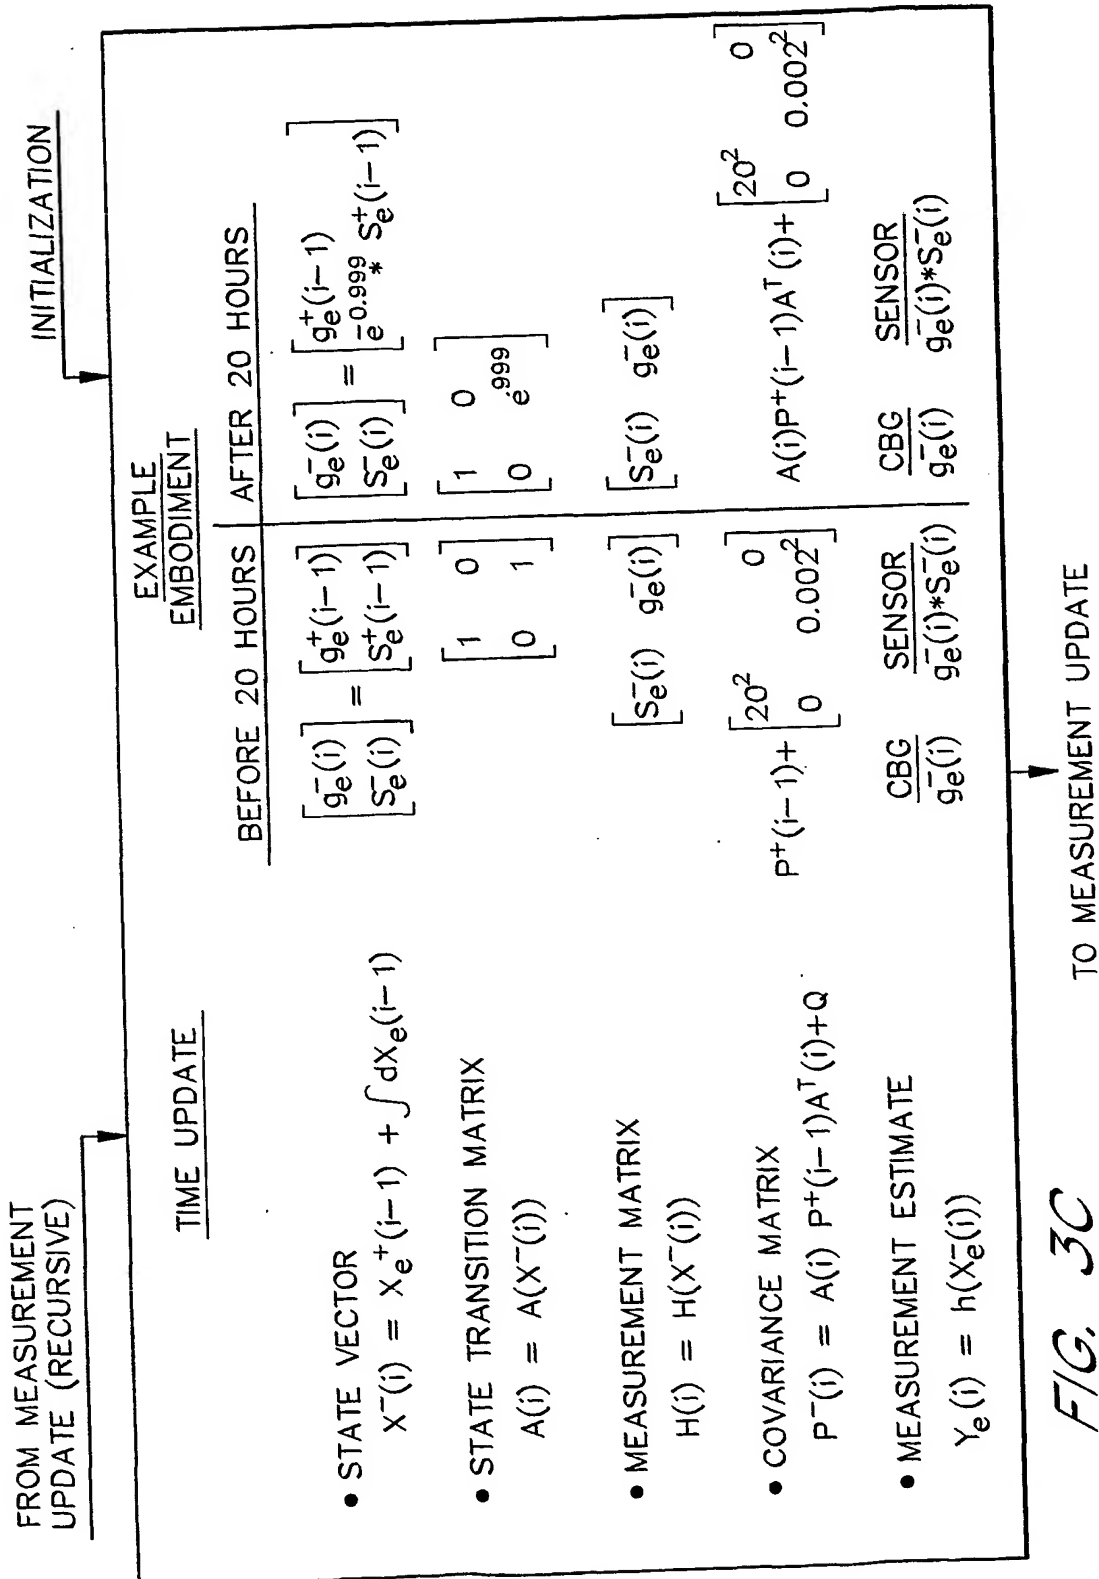 FROM MEASUREMENT
UPDATE (RECURSIVE)
INITIALIZATION
TIME UPDATE
EXAMPLE
EMBODIMENT
BEFORE 20 HOURS
AFTER 20 HOURS
• STATE VECTOR
X⁻(i) = Xₑ⁺(i−1) + ∫dXₑ(i−1)
[gₑ⁻(i)] = [gₑ⁺(i−1)]
[Sₑ⁻(i)] [Sₑ⁺(i−1)]
[gₑ⁻(i)] = [gₑ⁺(i−1)]
[Sₑ⁻(i)] [e^−0.999 * Sₑ⁺(i−1)]
• STATE TRANSITION MATRIX
A(i) = A(X⁻(i))
[1 0]
[0 1]
[1 0]
[0 e^.999]
• MEASUREMENT MATRIX
H(i) = H(X⁻(i))
[Sₑ⁻(i) gₑ⁻(i)]
[Sₑ⁻(i) gₑ⁻(i)]
• COVARIANCE MATRIX
P⁻(i) = A(i) P⁺(i−1)Aᵀ(i)+Q
P⁺(i−1)+ [20² 0]
[0 0.002²]
A(i)P⁺(i−1)Aᵀ(i)+ [20² 0]
[0 0.002²]
• MEASUREMENT ESTIMATE
Yₑ(i) = h(Xₑ⁻(i))
CBG SENSOR
gₑ⁻(i) gₑ⁻(i)*Sₑ⁻(i)
CBG SENSOR
gₑ⁻(i) gₑ⁻(i)*Sₑ⁻(i)
TO MEASUREMENT UPDATE
FIG. 3C